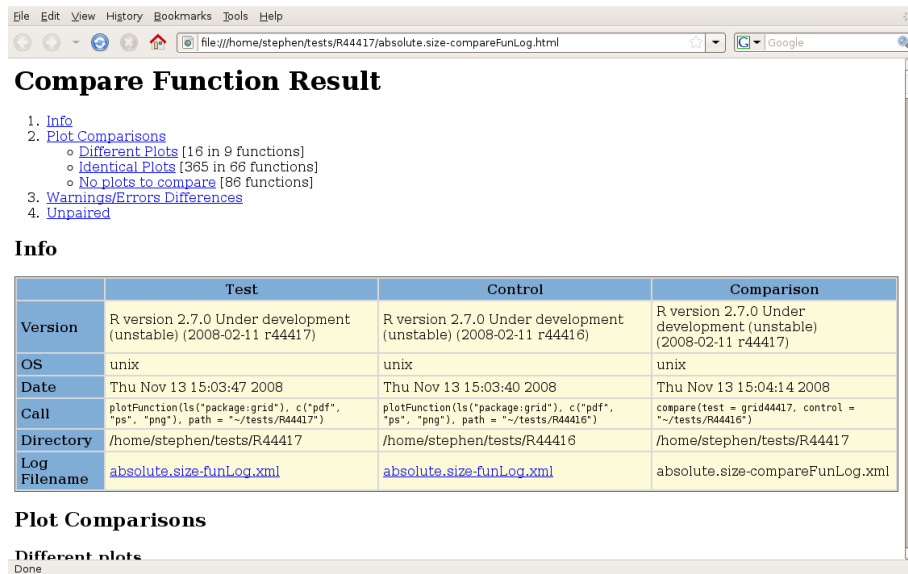 File Edit View History Bookmarks Tools Help
file:///home/stephen/tests/R44417/absolute.size-compareFunLog.html
G Google
Compare Function Result
1. Info
2. Plot Comparisons
Different Plots [16 in 9 functions]
Identical Plots [365 in 66 functions]
No plots to compare [86 functions]
3. Warnings/Errors Differences
4. Unpaired
Info
Test Control Comparison
Version
R version 2.7.0 Under development
(unstable) (2008-02-11 r44417)
R version 2.7.0 Under development
(unstable) (2008-02-11 r44416)
R version 2.7.0 Under
development (unstable)
(2008-02-11 r44417)
OS unix unix unix
Date Thu Nov 13 15:03:47 2008 Thu Nov 13 15:03:40 2008 Thu Nov 13 15:04:14 2008
Call
plotFunction(ls("package:grid"), c("pdf",
"ps", "png"), path = "~/tests/R44417")
plotFunction(ls("package:grid"), c("pdf",
"ps", "png"), path = "~/tests/R44416")
compare(test = grid44417, control =
"~/tests/R44416")
Directory /home/stephen/tests/R44417 /home/stephen/tests/R44416 /home/stephen/tests/R44417
Log
Filename
absolute.size-funLog.xml absolute.size-funLog.xml absolute.size-compareFunLog.xml
Plot Comparisons
Different plots
Done